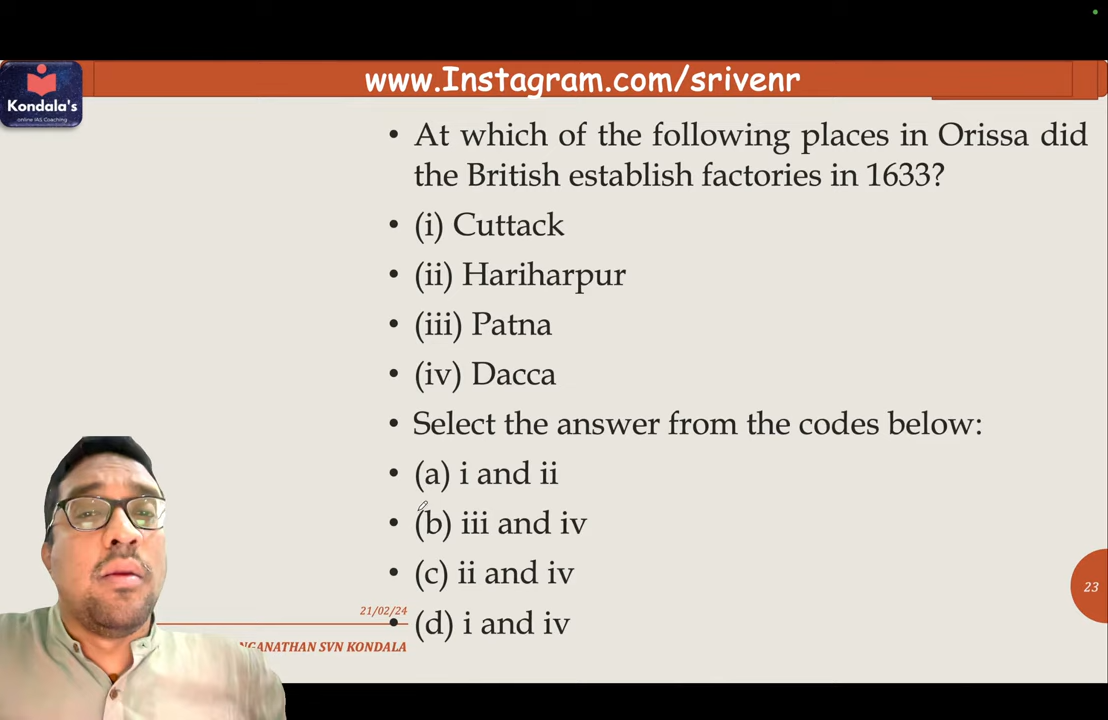 www.Instagram.com/srivenr
Kondala's
online IAS Coaching
• At which of the following places in Orissa did
the British establish factories in 1633?
• (i) Cuttack
• (ii) Hariharpur
• (iii) Patna
• (iv) Dacca
• Select the answer from the codes below:
• (a) i and ii
• (b) iii and iv
• (c) ii and iv
• (d) i and iv
21/02/24
23
NGANATHAN SVN KONDALA